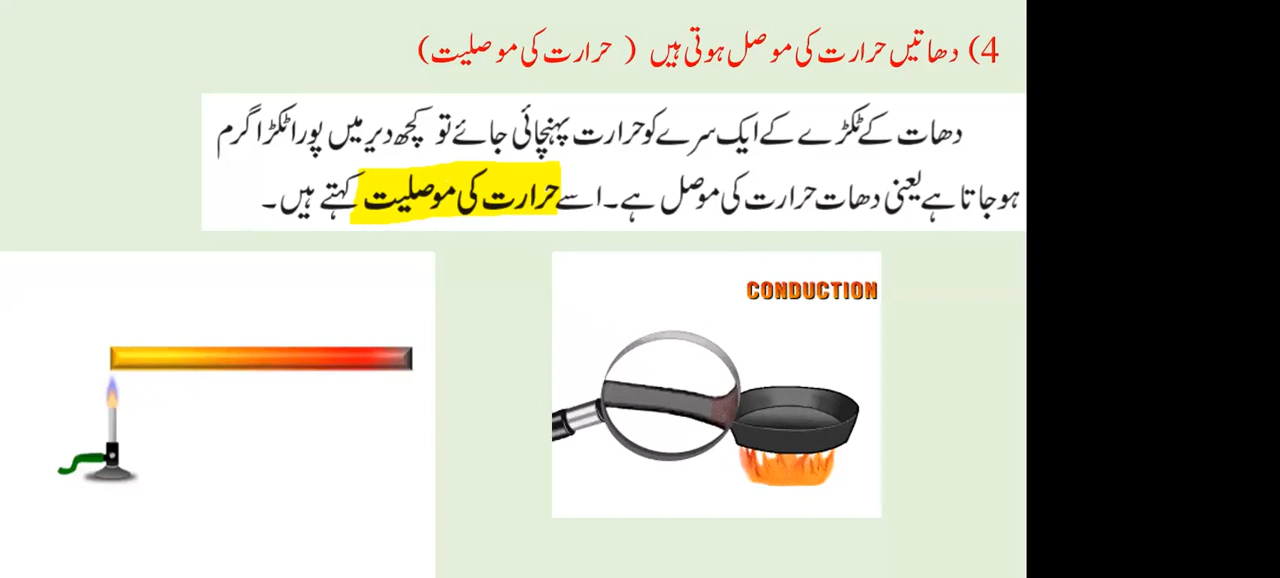 4) دھاتیں حرارت کی موصل ہوتی ہیں ( حرارت کی موصلیت)
دھات کے ٹکڑے کے ایک سرے کو حرارت پہنچائی جائے تو کچھ دیر میں پورا ٹکڑا گرم
ہو جاتا ہے یعنی دھات حرارت کی موصل ہے۔ اسے حرارت کی موصلیت کہتے ہیں۔
CONDUCTION